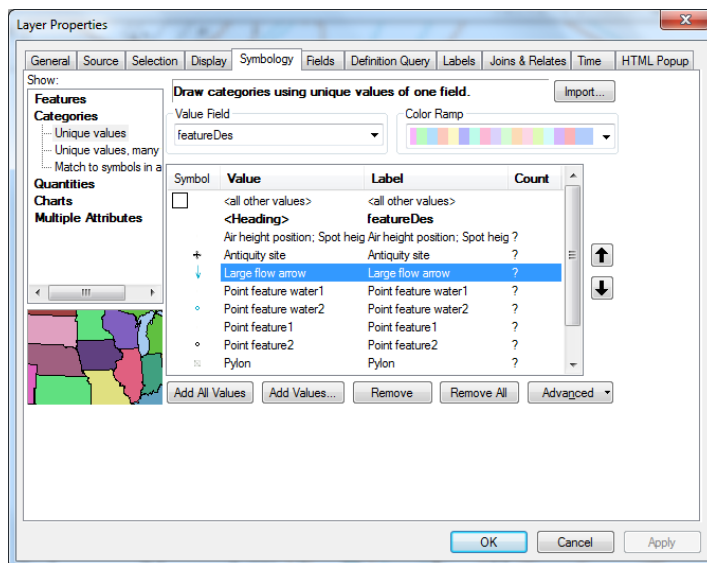 Layer Properties
General Source Selection Display Symbology Fields Definition Query Labels Joins & Relates Time HTML Popup
Show:
Features
Categories
Unique values
Unique values, many
Match to symbols in a
Quantities
Charts
Multiple Attributes
Draw categories using unique values of one field.
Import...
Value Field
featureDes
Color Ramp
Symbol Value Label Count
<all other values> <all other values>
<Heading> featureDes
Air height position; Spot heig Air height position; Spot heig ?
Antiquity site Antiquity site ?
Large flow arrow Large flow arrow ?
Point feature water1 Point feature water1 ?
Point feature water2 Point feature water2 ?
Point feature1 Point feature1 ?
Point feature2 Point feature2 ?
Pylon Pylon ?
Add All Values Add Values... Remove Remove All Advanced
OK Cancel Apply